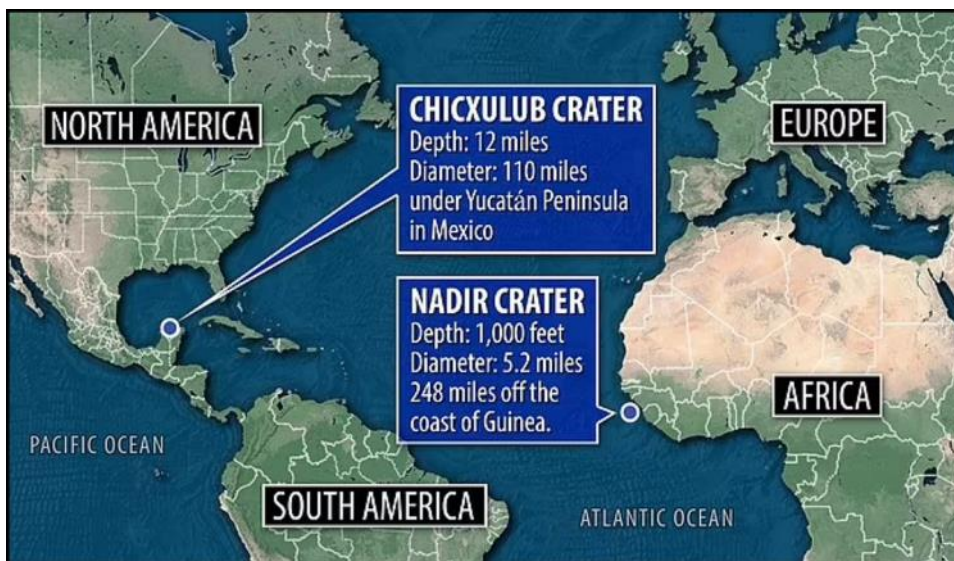 NORTH AMERICA
CHICXULUB CRATER
Depth: 12 miles
Diameter: 110 miles
under Yucatán Peninsula
in Mexico
EUROPE
NADIR CRATER
Depth: 1,000 feet
Diameter: 5.2 miles
248 miles off the
coast of Guinea.
AFRICA
PACIFIC OCEAN
SOUTH AMERICA
ATLANTIC OCEAN